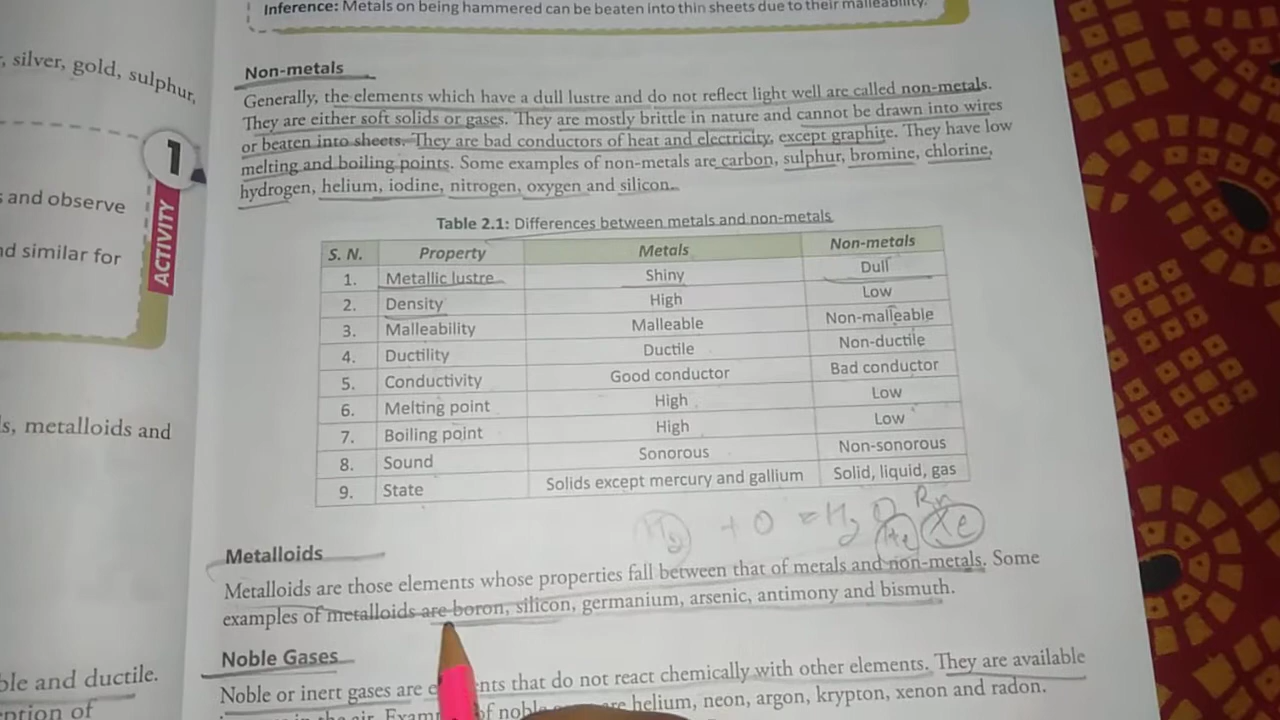 Inference: Metals on being hammered can be beaten into thin sheets due to their malleability.
, silver, gold, sulphur,
1
ACTIVITY
and observe
similar for
s, metalloids and
ble and ductile.
ption of
Non-metals
Generally, the elements which have a dull lustre and do not reflect light well are called non-metals.
They are either soft solids or gases. They are mostly brittle in nature and cannot be drawn into wires
or beaten into sheets. They are bad conductors of heat and electricity, except graphite. They have low
melting and boiling points. Some examples of non-metals are carbon, sulphur, bromine, chlorine,
hydrogen, helium, iodine, nitrogen, oxygen and silicon.
Table 2.1: Differences between metals and non-metals
S. N. Property Metals Non-metals
1. Metallic lustre Shiny Dull
2. Density High Low
3. Malleability Malleable Non-malleable
4. Ductility Ductile Non-ductile
5. Conductivity Good conductor Bad conductor
6. Melting point High Low
7. Boiling point High Low
8. Sound Sonorous Non-sonorous
9. State Solids except mercury and gallium Solid, liquid, gas
H2 + O = H2O He Xe Rn
Metalloids
Metalloids are those elements whose properties fall between that of metals and non-metals. Some
examples of metalloids are boron, silicon, germanium, arsenic, antimony and bismuth.
Noble Gases
Noble or inert gases are that do not react chemically with other elements. They are available
in the air. of helium, neon, argon, krypton, xenon and radon.